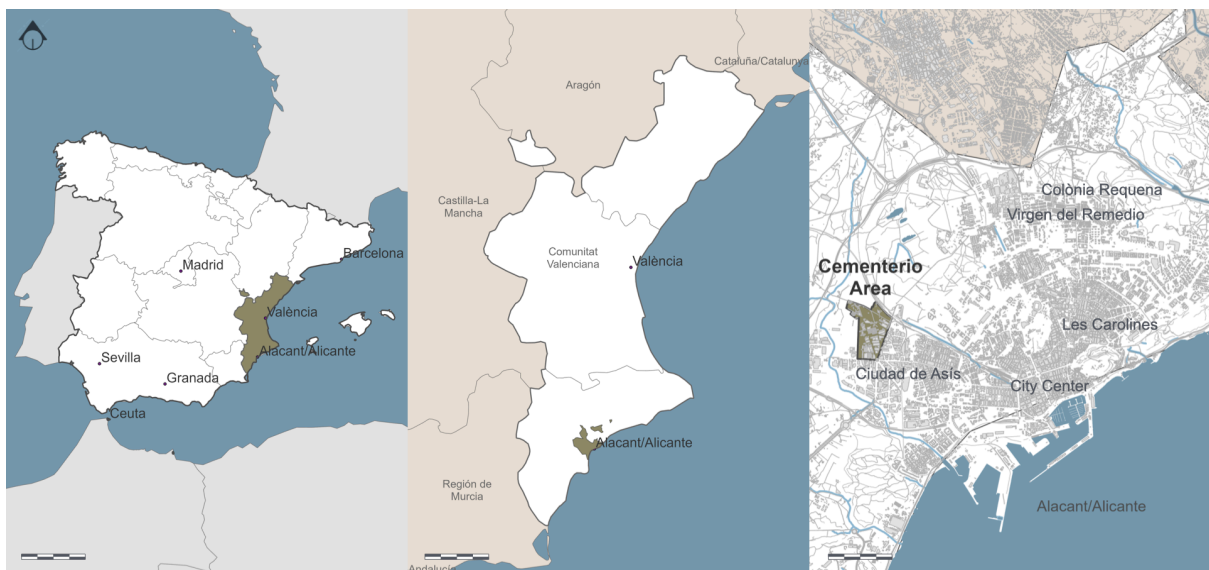 Barcelona
Madrid
València
Alacant/Alicante
Sevilla
Granada
Ceuta
Cataluña/Catalunya
Aragón
Castilla-La
Mancha
Comunitat
Valenciana
València
Alacant/Alicante
Región de
Murcia
Andalucía
Colònia Requena
Virgen del Remedio
Cementerio
Area
Les Carolines
Ciudad de Asís
City Center
Alacant/Alicante